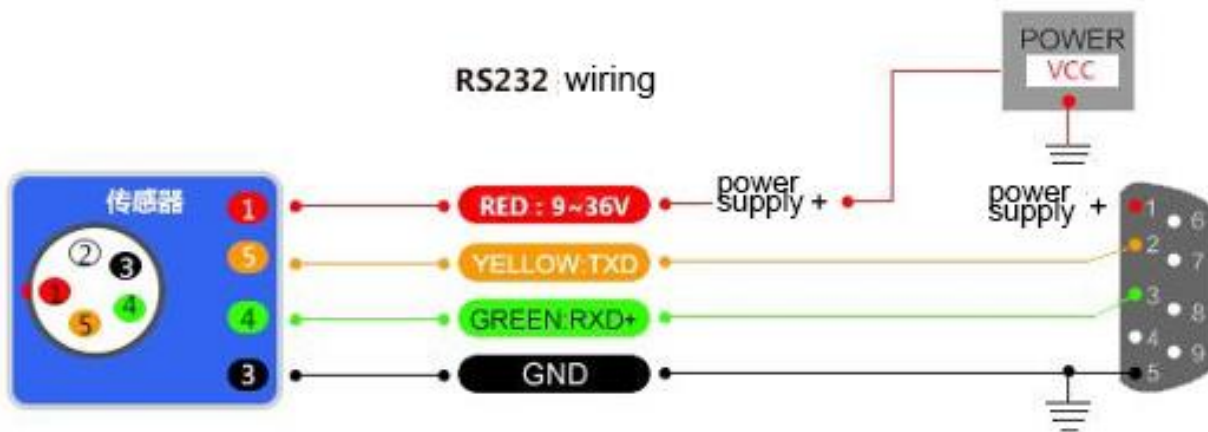 RS232 wiring
POWER
VCC
传感器
1
5
4
3
2
3
1
4
5
RED : 9~36V
YELLOW:TXD
GREEN:RXD+
GND
power
supply +
power
supply +
1
6
2
7
3
8
4
9
5